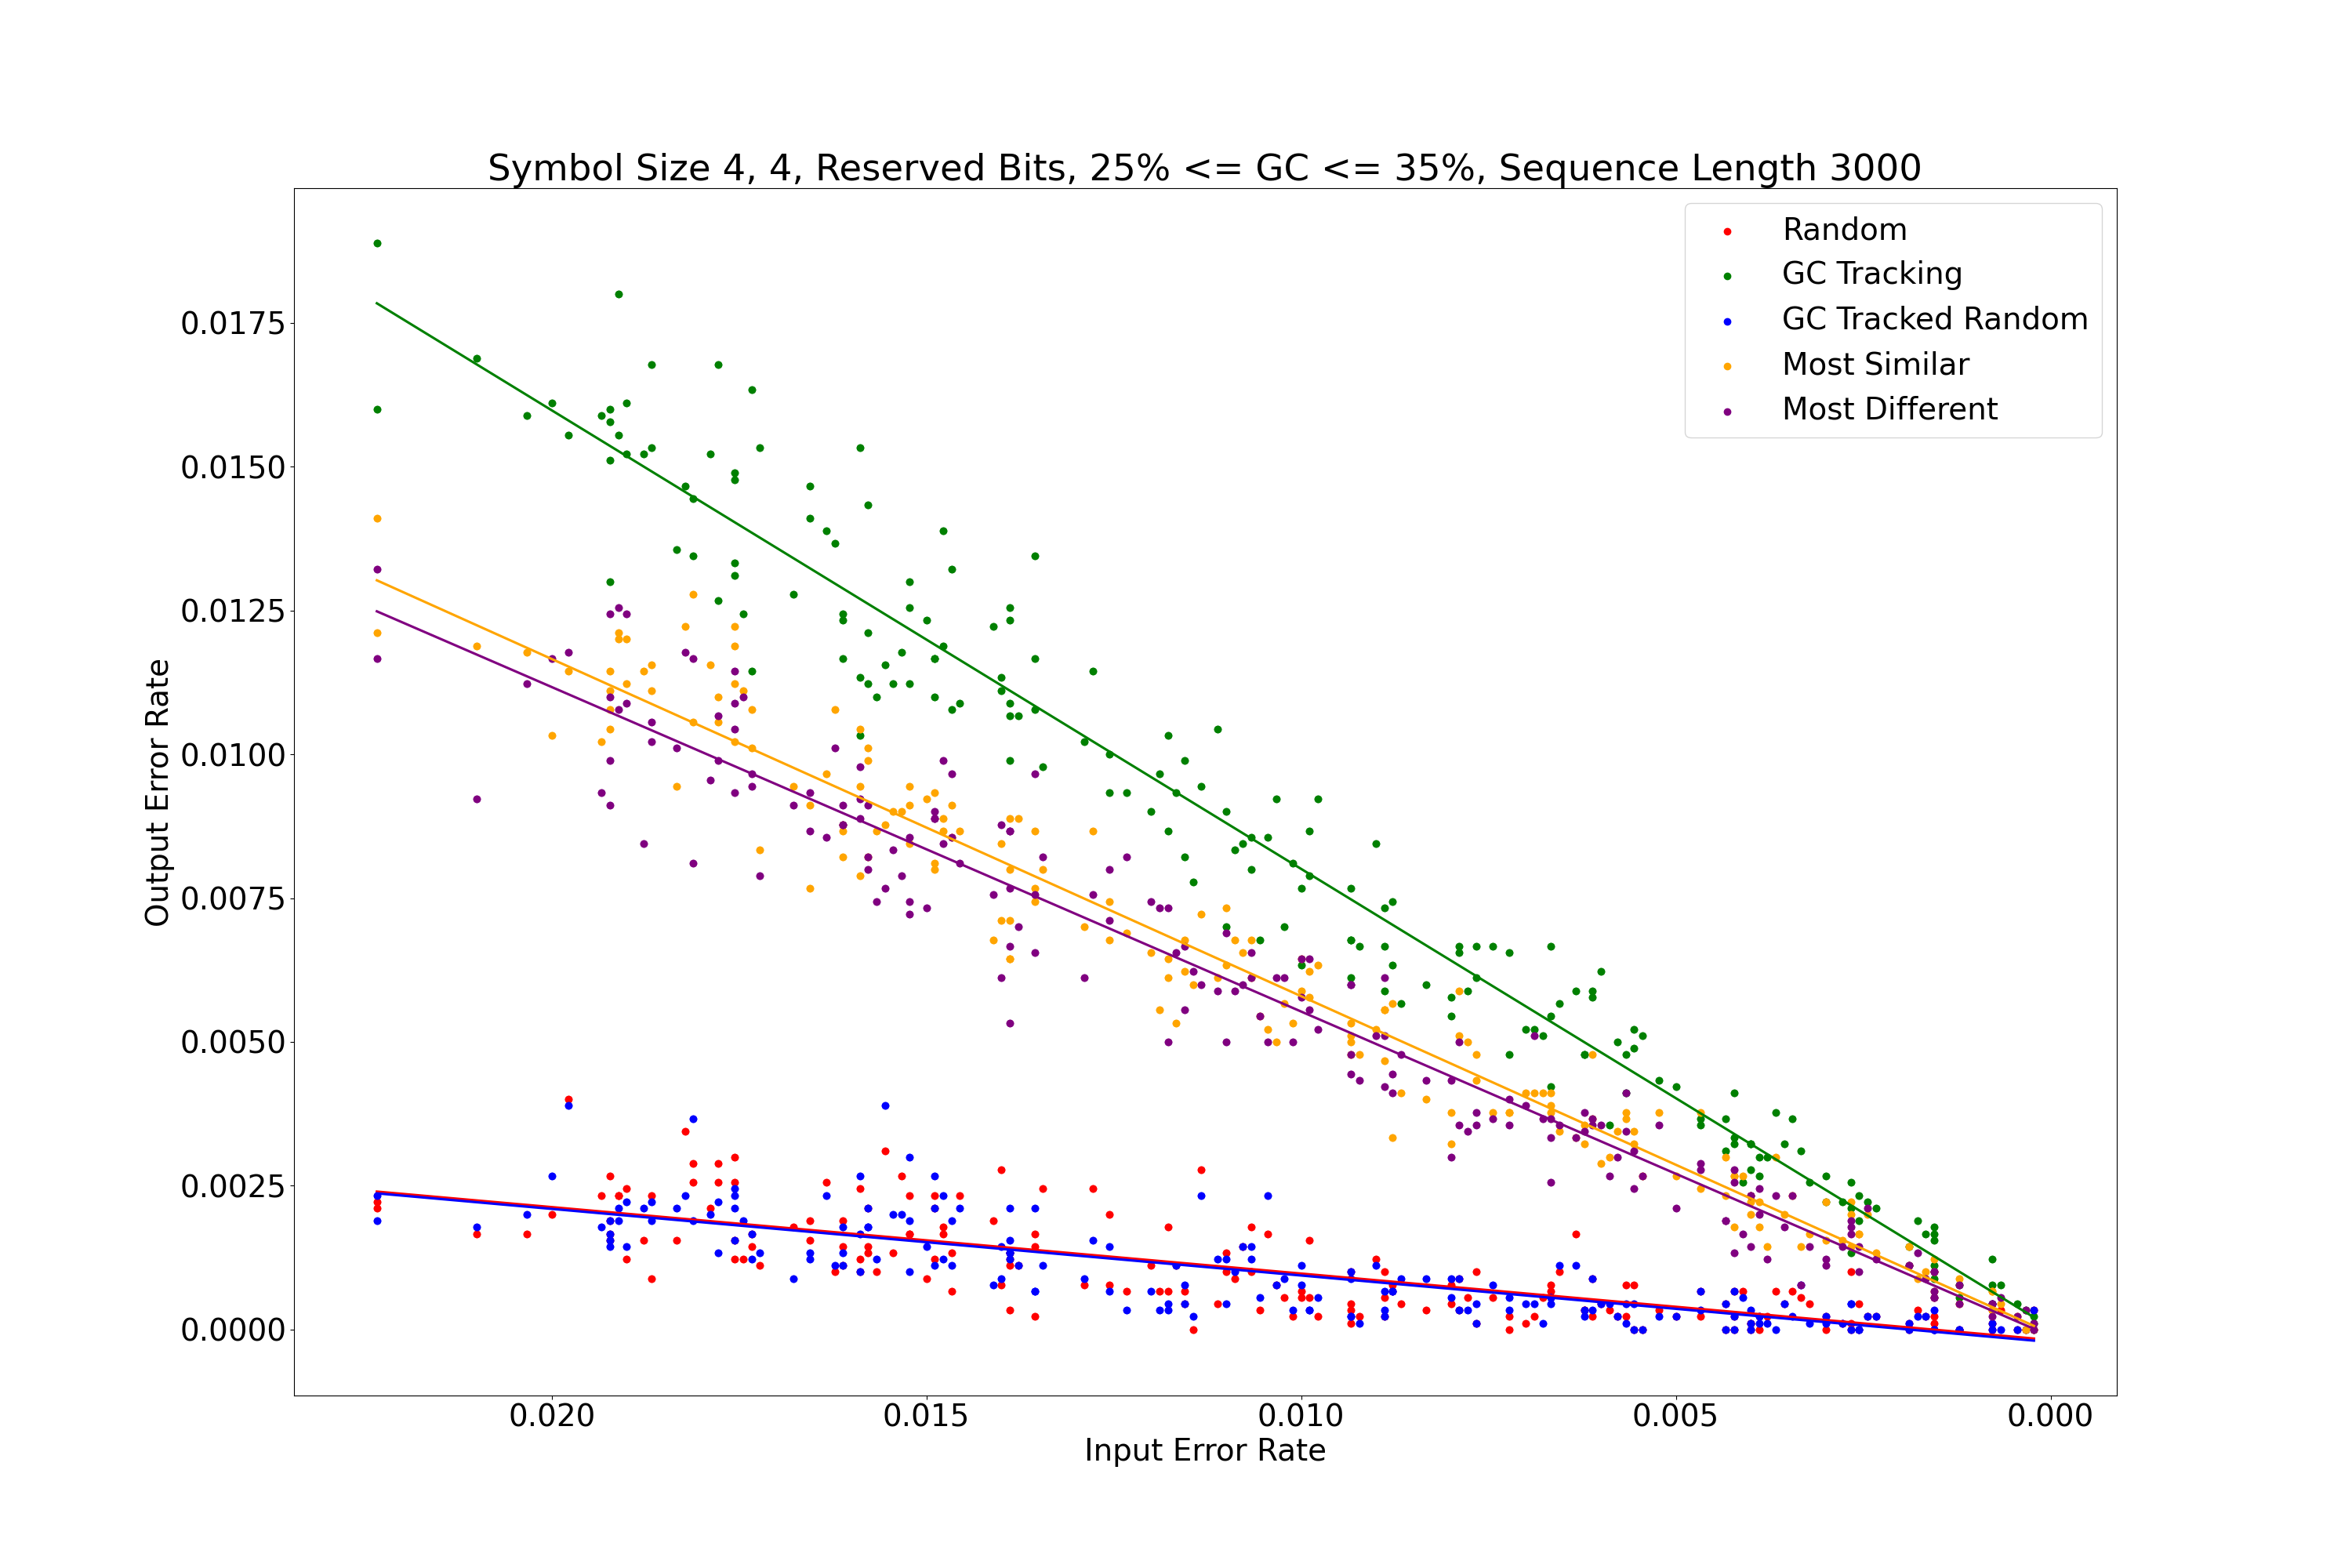 Symbol Size 4, 4, Reserved Bits, 25% <= GC <= 35%, Sequence Length 3000
Random
GC Tracking
GC Tracked Random
Most Similar
Most Different
Output Error Rate
0.0175
0.0150
0.0125
0.0100
0.0075
0.0050
0.0025
0.0000
0.020
0.015
0.010
0.005
0.000
Input Error Rate